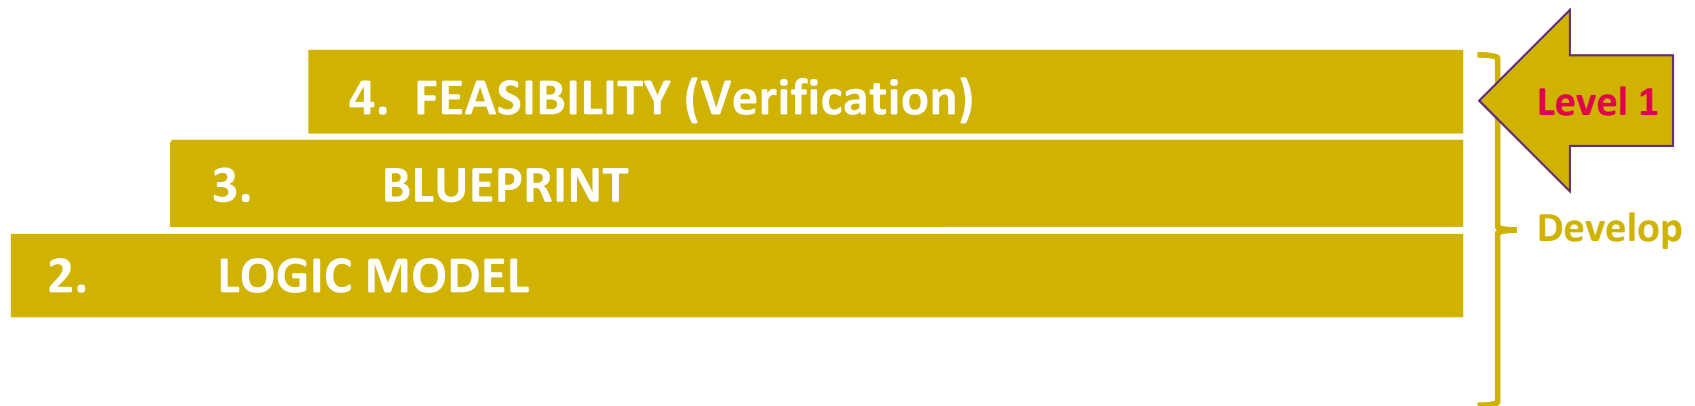 4. FEASIBILITY (Verification)
Level 1
3. BLUEPRINT
Develop
2. LOGIC MODEL